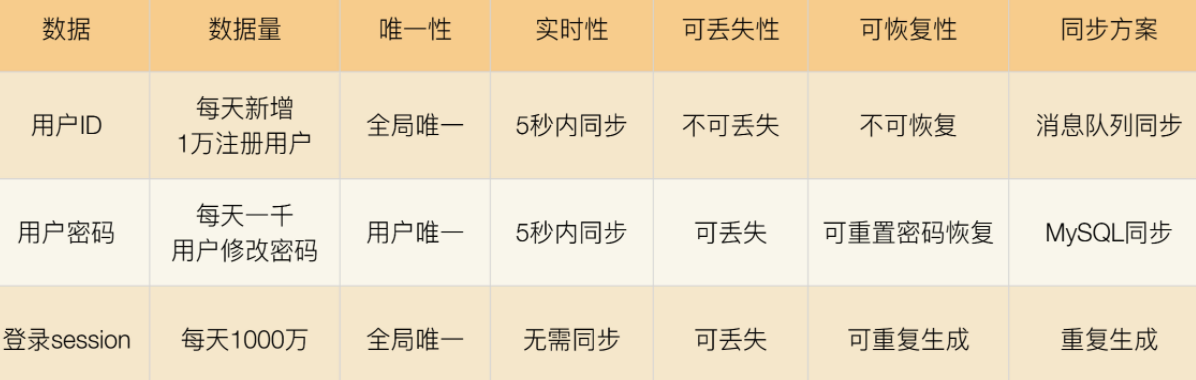 数据 数据量 唯一性 实时性 可丢失性 可恢复性 同步方案
用户ID 每天新增 1万注册用户 全局唯一 5秒内同步 不可丢失 不可恢复 消息队列同步
用户密码 每天一千 用户修改密码 用户唯一 5秒内同步 可丢失 可重置密码恢复 MySQL同步
登录session 每天1000万 全局唯一 无需同步 可丢失 可重复生成 重复生成